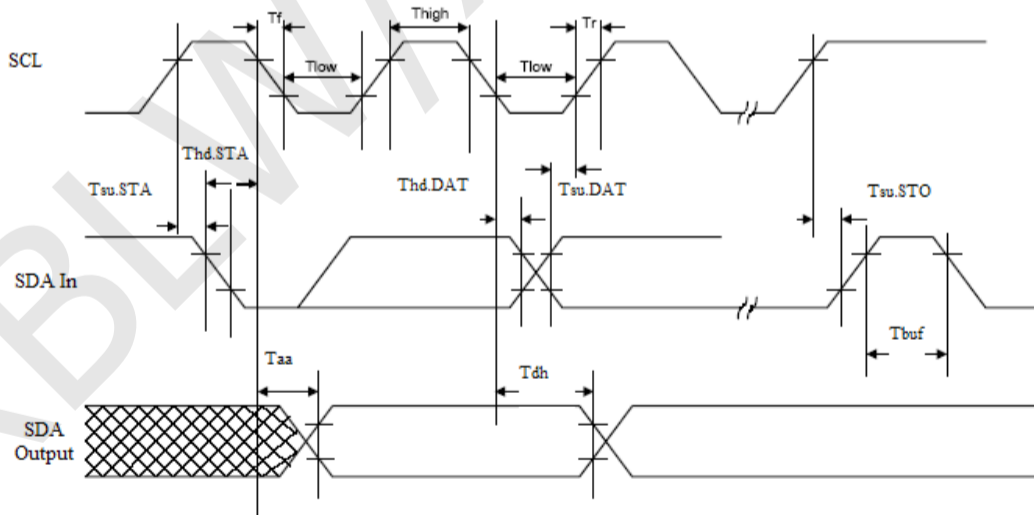 Tf Thigh Tr
SCL
Tlow Tlow
Thd.STA
Tsu.STA Thd.DAT Tsu.DAT Tsu.STO
SDA In
Tbuf
Taa Tdh
SDA
Output